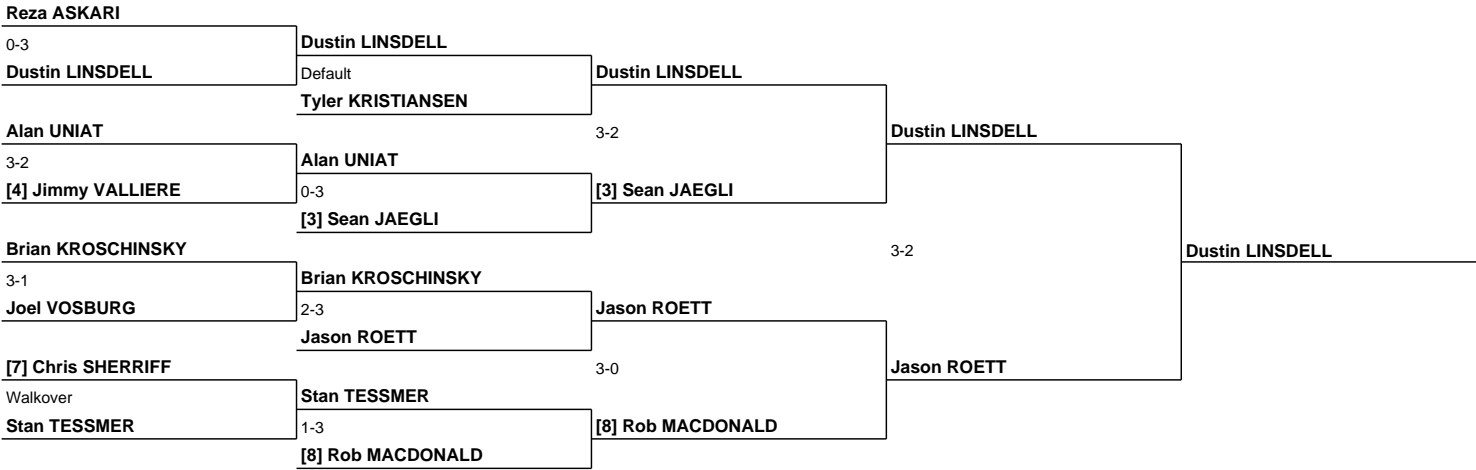 Reza ASKARI
0-3
Dustin LINSDELL
Dustin LINSDELL
Default
Dustin LINSDELL
Tyler KRISTIANSEN
Alan UNIAT
3-2
Dustin LINSDELL
3-2
Alan UNIAT
[4] Jimmy VALLIERE
0-3
[3] Sean JAEGLI
[3] Sean JAEGLI
Brian KROSCHINSKY
3-2
Dustin LINSDELL
3-1
Brian KROSCHINSKY
Joel VOSBURG
2-3
Jason ROETT
Jason ROETT
[7] Chris SHERRIFF
3-0
Jason ROETT
Walkover
Stan TESSMER
Stan TESSMER
1-3
[8] Rob MACDONALD
[8] Rob MACDONALD